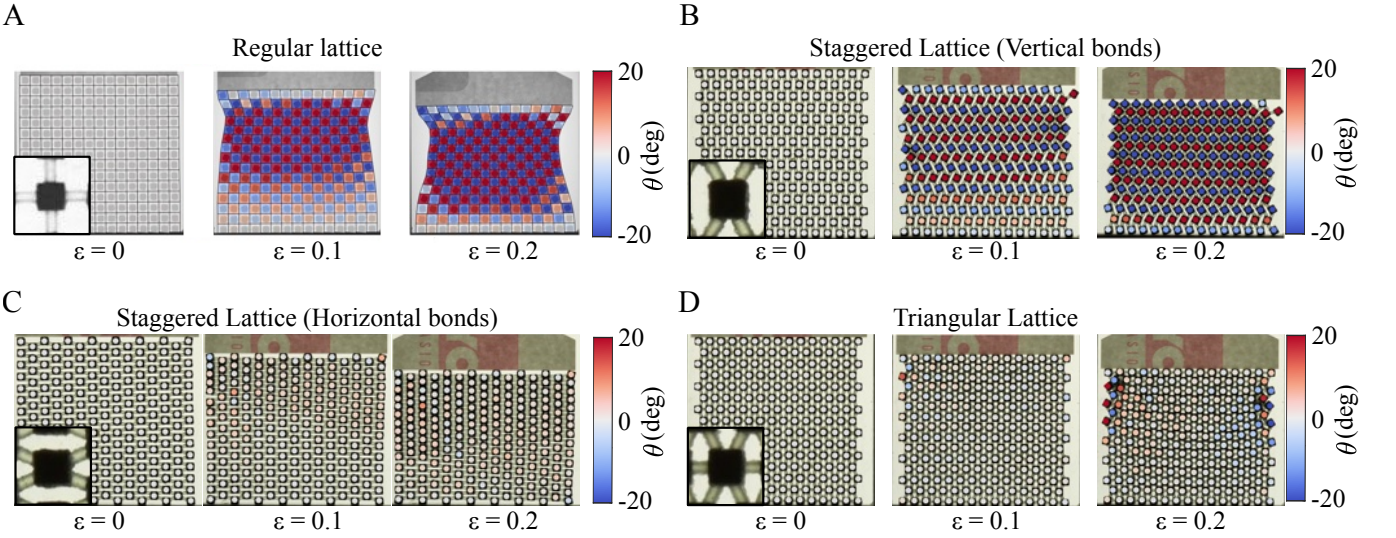 A
Regular lattice
ε = 0
ε = 0.1
ε = 0.2
20
0
-20
θ (deg)
B
Staggered Lattice (Vertical bonds)
ε = 0
ε = 0.1
ε = 0.2
20
0
-20
θ (deg)
C
Staggered Lattice (Horizontal bonds)
ε = 0
ε = 0.1
ε = 0.2
20
0
-20
θ (deg)
D
Triangular Lattice
ε = 0
ε = 0.1
ε = 0.2
20
0
-20
θ (deg)